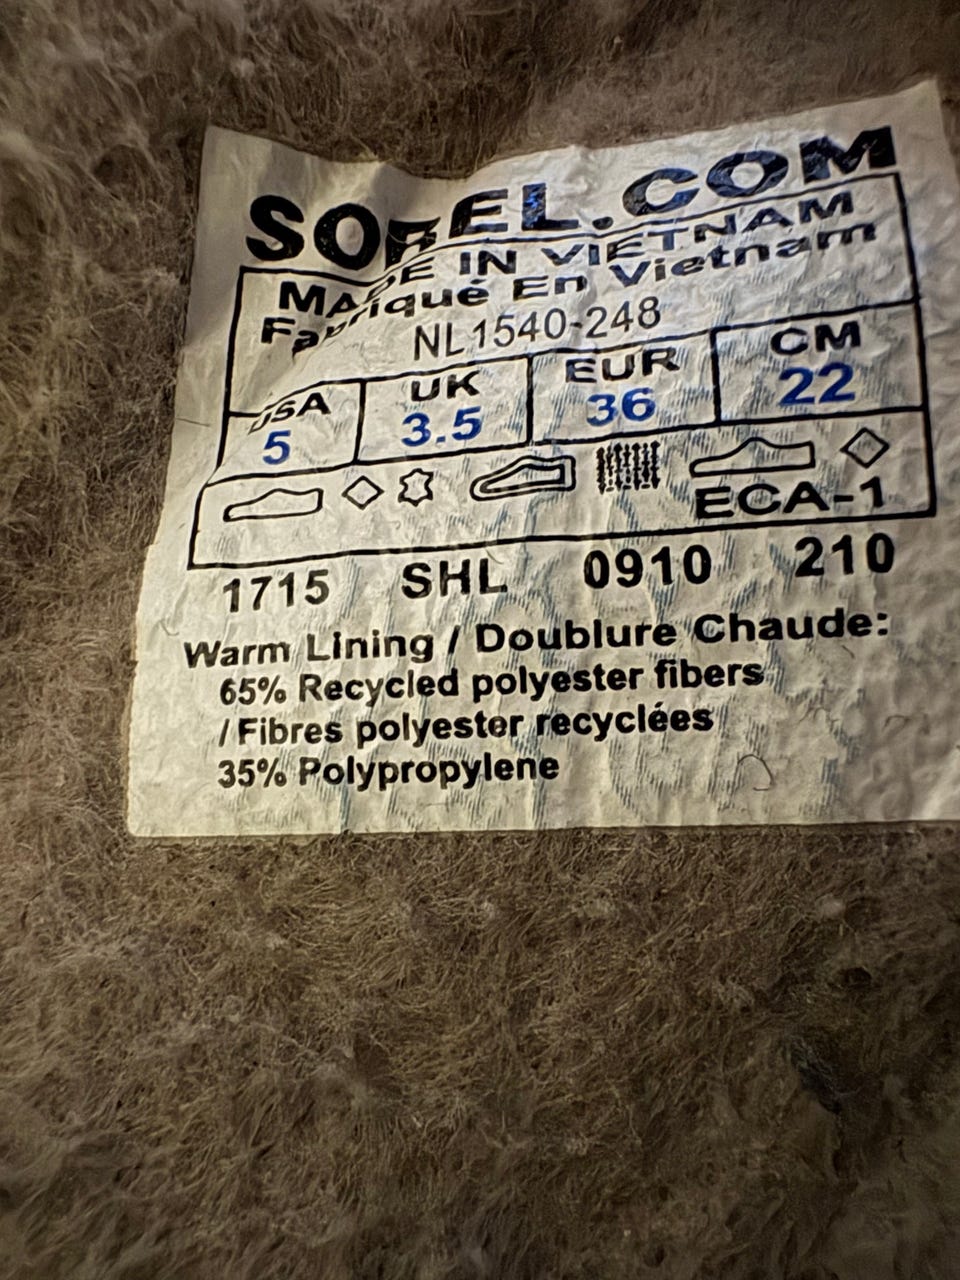 SOREL.COM
MADE IN VIETNAM
Fabriqué En Vietnam
NL1540-248
USA UK EUR CM
5 3.5 36 22
ECA-1
1715 SHL 0910 210
Warm Lining / Doublure Chaude:
65% Recycled polyester fibers
/ Fibres polyester recyclées
35% Polypropylene